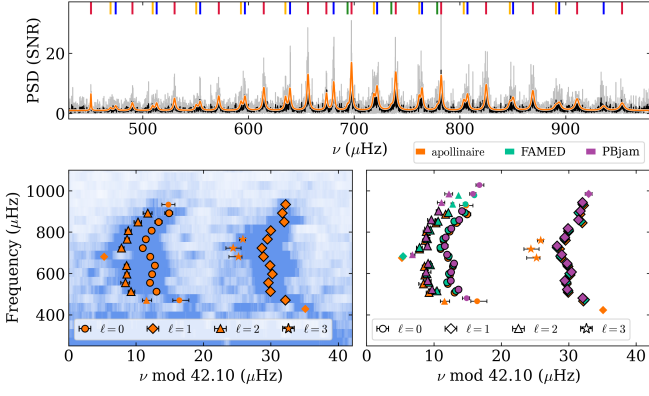 PSD (SNR)
20
0
500
600
700
800
900
ν (μHz)
apollinaire
FAMED
PBjam
Frequency (μHz)
1000
800
600
400
ℓ = 0
ℓ = 1
ℓ = 2
ℓ = 3
0
10
20
30
40
ν mod 42.10 (μHz)
ℓ = 0
ℓ = 1
ℓ = 2
ℓ = 3
0
10
20
30
40
ν mod 42.10 (μHz)